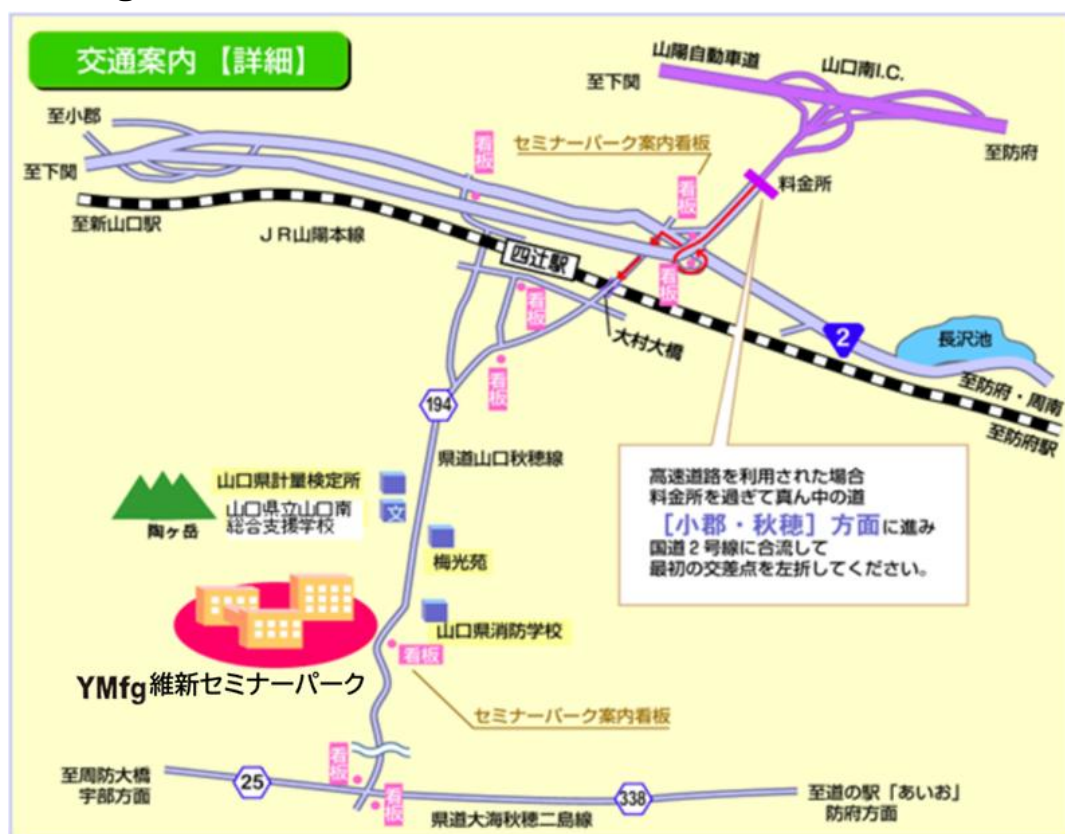 交通案内 【詳細】
山陽自動車道
山口南I.C.
至下関
至防府
料金所
至小郡
至下関
至新山口駅
JR山陽本線
セミナーパーク案内看板
看板
看板
看板
四辻駅
看板
大村大橋
看板
2
長沢池
至防府・周南
至防府駅
194
県道山口秋穂線
高速道路を利用された場合
料金所を過ぎて真ん中の道
［小郡・秋穂］方面に進み
国道2号線に合流して
最初の交差点を左折してください。
山口県計量検定所
山口県立山口南
総合支援学校
文
陶ヶ岳
梅光苑
山口県消防学校
看板
YMfg維新セミナーパーク
セミナーパーク案内看板
看板
看板
至周防大橋
宇部方面
25
338
県道大海秋穂二島線
至道の駅「あいお」
防府方面